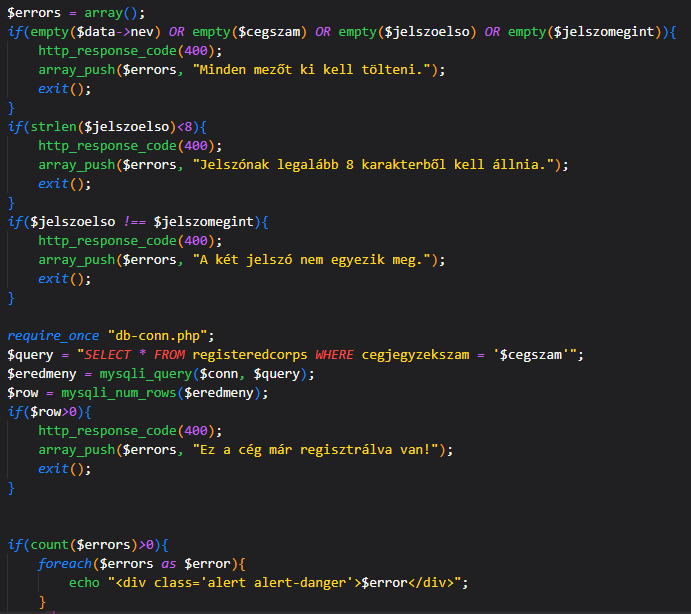 $errors = array();
if(empty($data->nev) OR empty($cegszam) OR empty($jelszoelso) OR empty($jelszomegint)){
    http_response_code(400);
    array_push($errors, "Minden mezőt ki kell tölteni.");
    exit();
}
if(strlen($jelszoelso)<8){
    http_response_code(400);
    array_push($errors, "Jelszónak legalább 8 karakterből kell állnia.");
    exit();
}
if($jelszoelso !== $jelszomegint){
    http_response_code(400);
    array_push($errors, "A két jelszó nem egyezik meg.");
    exit();
}

require_once "db-conn.php";
$query = "SELECT * FROM registeredcorps WHERE cegjegyzekszam = '$cegszam'";
$eredmeny = mysqli_query($conn, $query);
$row = mysqli_num_rows($eredmeny);
if($row>0){
    http_response_code(400);
    array_push($errors, "Ez a cég már regisztrálva van!");
    exit();
}

if(count($errors)>0){
    foreach($errors as $error){
        echo "<div class='alert alert-danger'>$error</div>";
    }